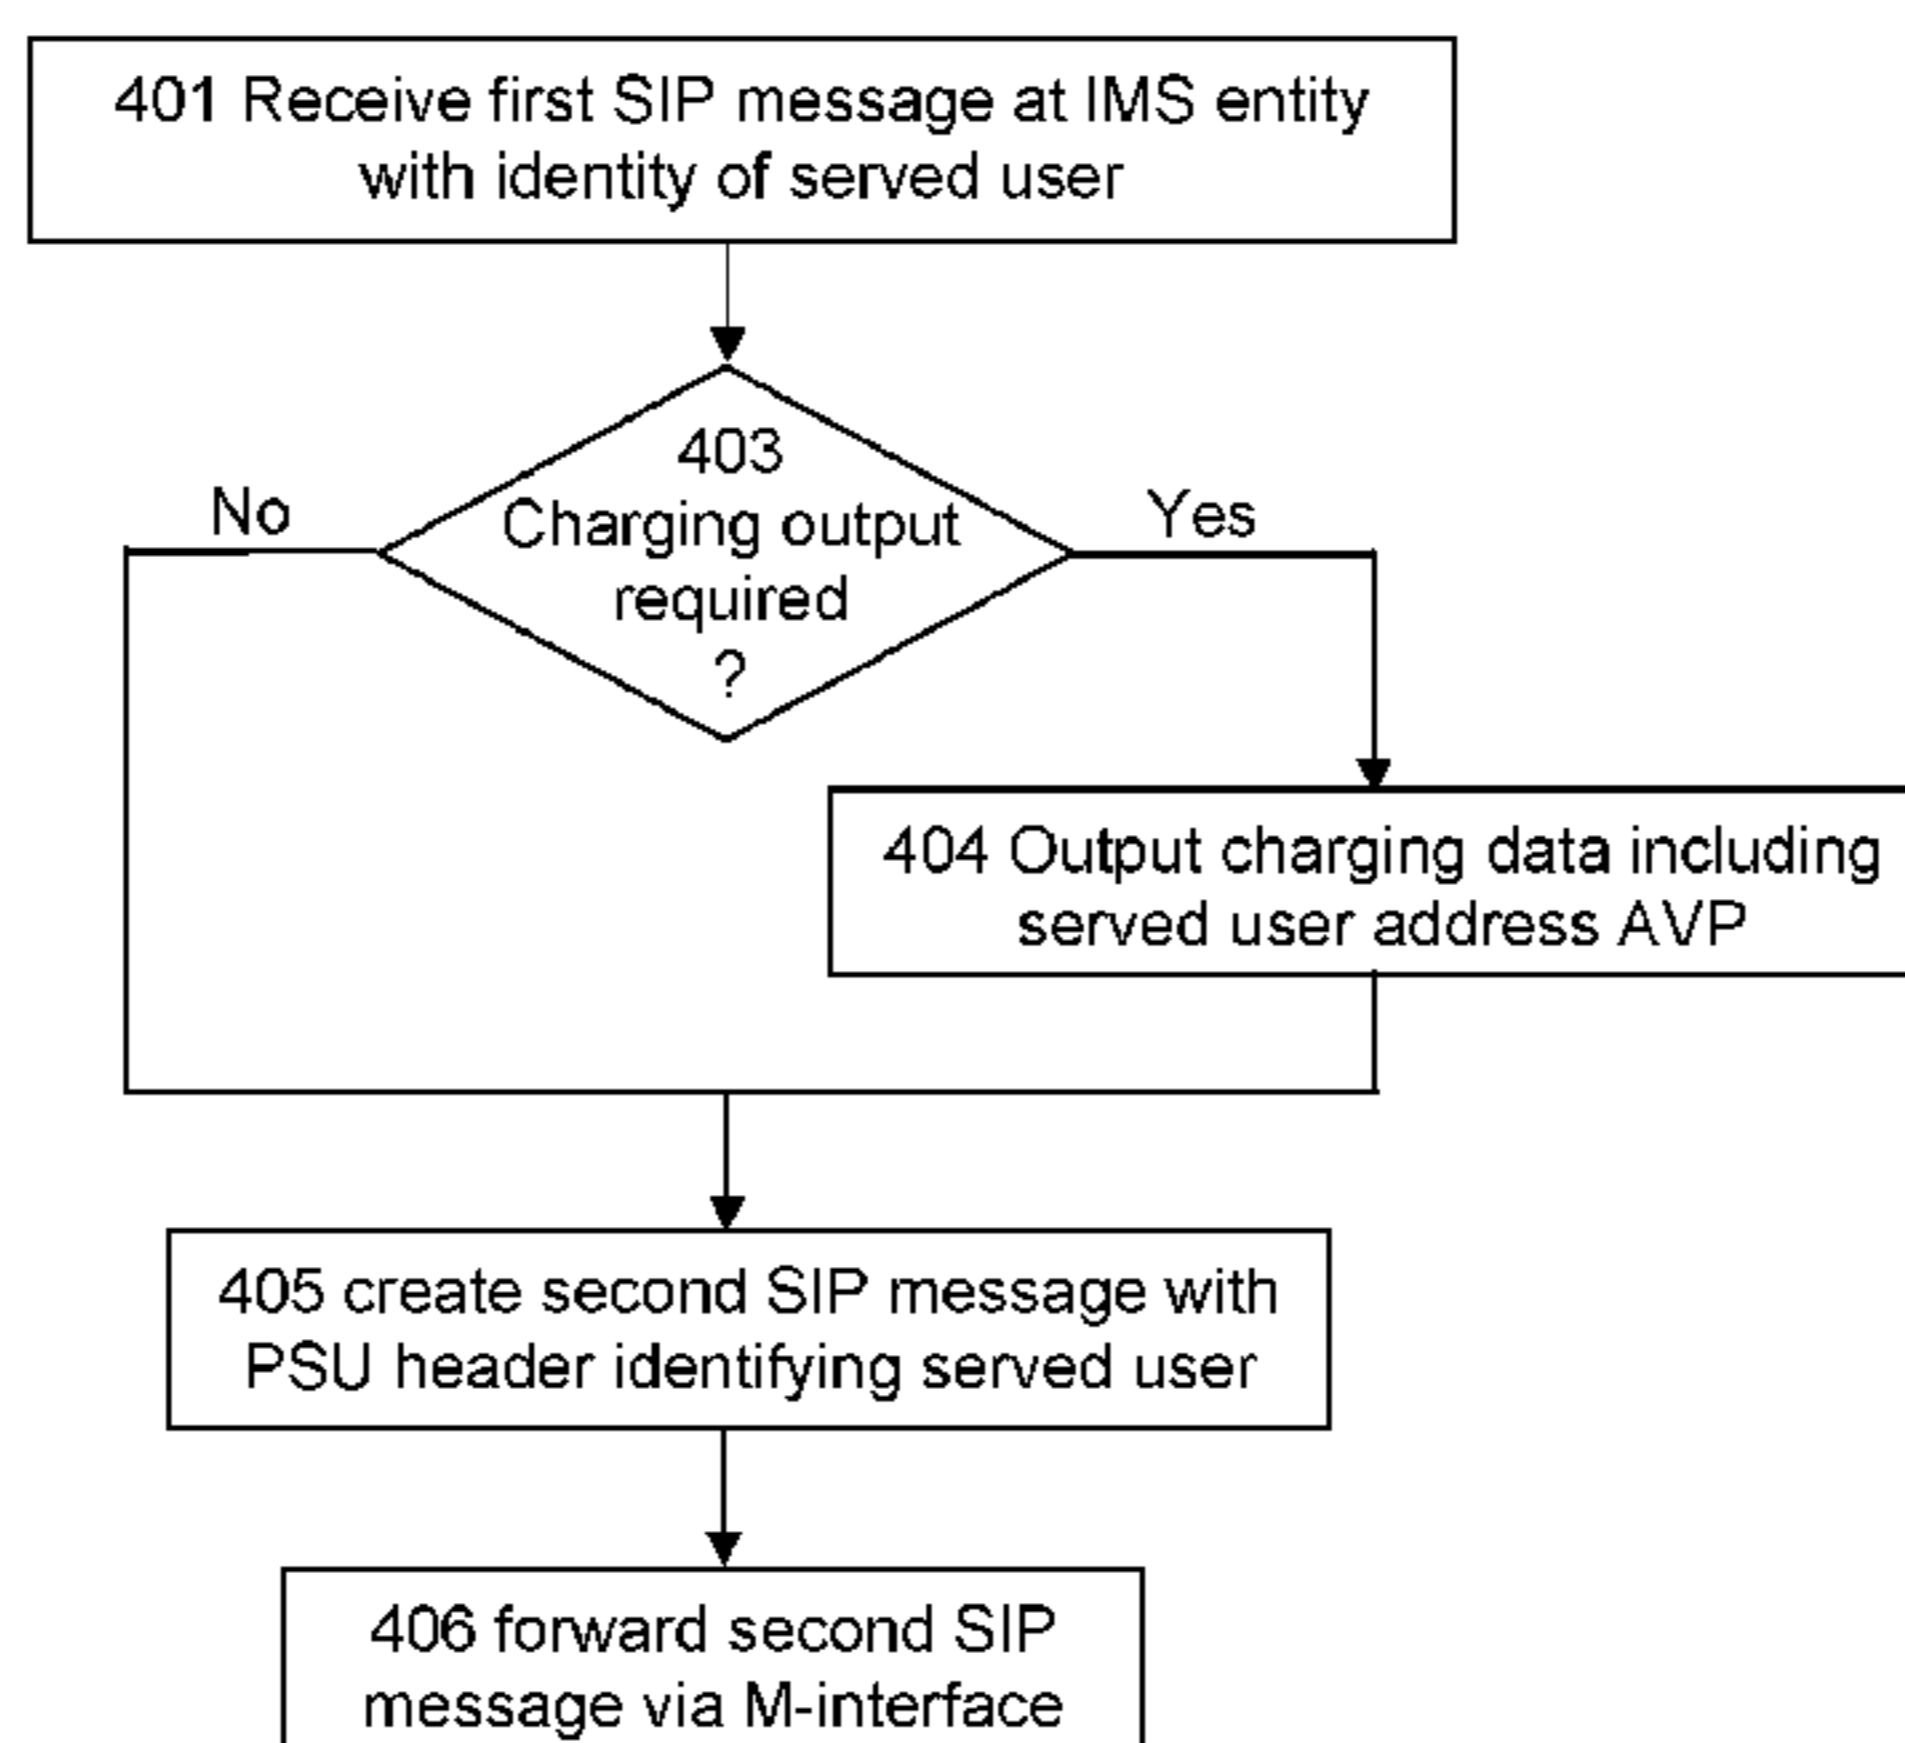 401 Receive first SIP message at IMS entity
with identity of served user
403
Charging output
required
?
No
Yes
404 Output charging data including
served user address AVP
405 create second SIP message with
PSU header identifying served user
406 forward second SIP
message via M-interface